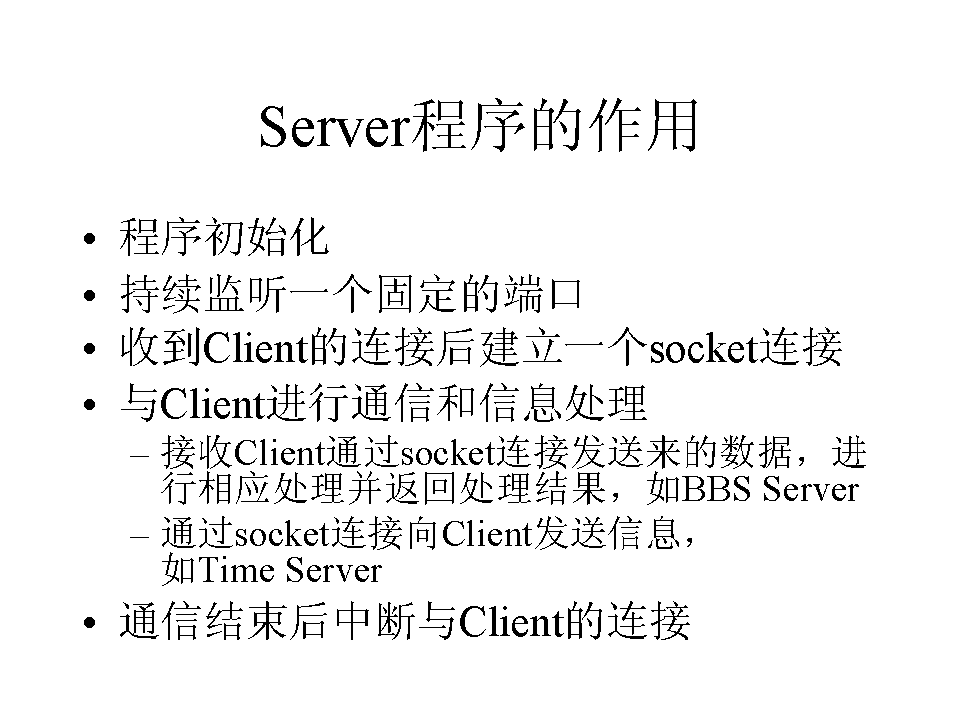 Server程序的作用
• 程序初始化
• 持续监听一个固定的端口
• 收到Client的连接后建立一个socket连接
• 与Client进行通信和信息处理
– 接收Client通过socket连接发送来的数据，进
行相应处理并返回处理结果，如BBS Server
– 通过socket连接向Client发送信息，
如Time Server
• 通信结束后中断与Client的连接